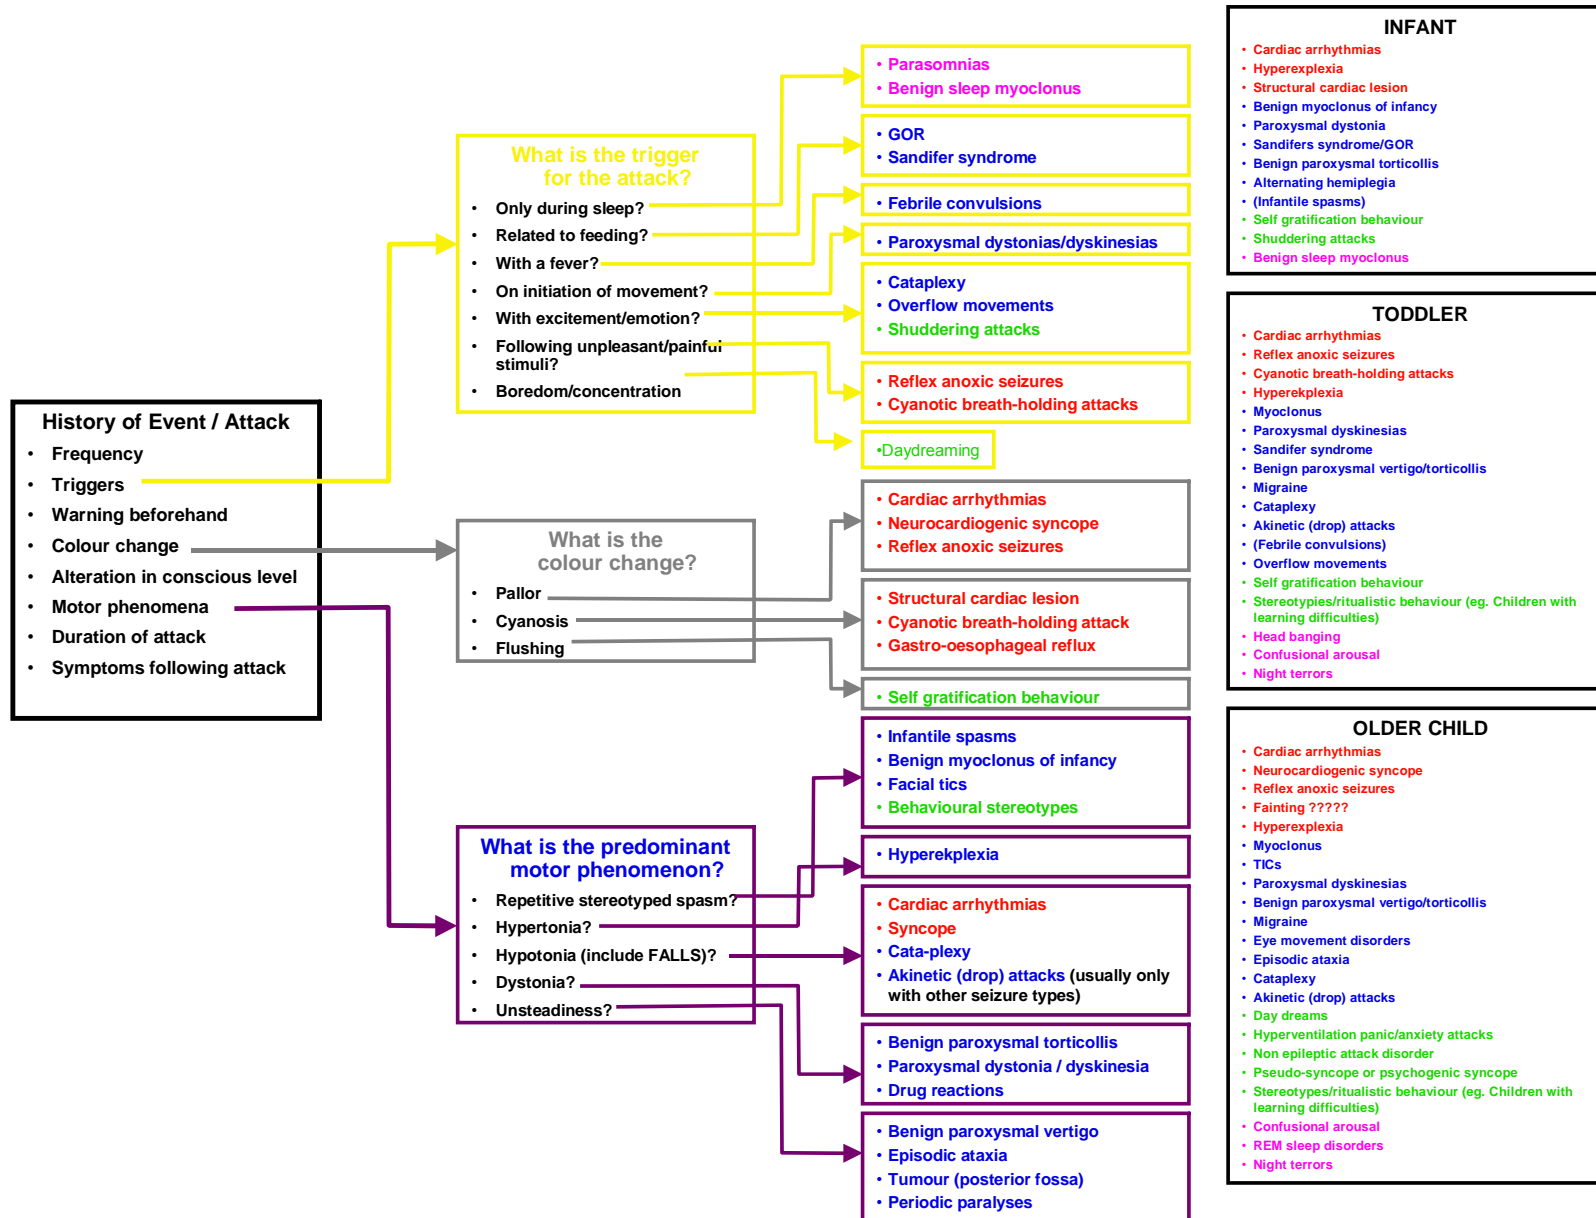 History of Event / Attack
• Frequency
• Triggers
• Warning beforehand
• Colour change
• Alteration in conscious level
• Motor phenomena
• Duration of attack
• Symptoms following attack
What is the trigger
for the attack?
• Only during sleep?
• Related to feeding?
• With a fever?
• On initiation of movement?
• With excitement/emotion?
• Following unpleasant/painful
stimuli?
• Boredom/concentration
What is the
colour change?
• Pallor
• Cyanosis
• Flushing
What is the predominant
motor phenomenon?
• Repetitive stereotyped spasm?
• Hypertonia?
• Hypotonia (include FALLS)?
• Dystonia?
• Unsteadiness?
• Parasomnias
• Benign sleep myoclonus
• GOR
• Sandifer syndrome
• Febrile convulsions
• Paroxysmal dystonias/dyskinesias
• Cataplexy
• Overflow movements
• Shuddering attacks
• Reflex anoxic seizures
• Cyanotic breath-holding attacks
•Daydreaming
• Cardiac arrhythmias
• Neurocardiogenic syncope
• Reflex anoxic seizures
• Structural cardiac lesion
• Cyanotic breath-holding attack
• Gastro-oesophageal reflux
• Self gratification behaviour
• Infantile spasms
• Benign myoclonus of infancy
• Facial tics
• Behavioural stereotypes
• Hyperekplexia
• Cardiac arrhythmias
• Syncope
• Cata-plexy
• Akinetic (drop) attacks (usually only
with other seizure types)
• Benign paroxysmal torticollis
• Paroxysmal dystonia / dyskinesia
• Drug reactions
• Benign paroxysmal vertigo
• Episodic ataxia
• Tumour (posterior fossa)
• Periodic paralyses
INFANT
• Cardiac arrhythmias
• Hyperexplexia
• Structural cardiac lesion
• Benign myoclonus of infancy
• Paroxysmal dystonia
• Sandifers syndrome/GOR
• Benign paroxysmal torticollis
• Alternating hemiplegia
• (Infantile spasms)
• Self gratification behaviour
• Shuddering attacks
• Benign sleep myoclonus
TODDLER
• Cardiac arrhythmias
• Reflex anoxic seizures
• Cyanotic breath-holding attacks
• Hyperekplexia
• Myoclonus
• Paroxysmal dyskinesias
• Sandifer syndrome
• Benign paroxysmal vertigo/torticollis
• Migraine
• Cataplexy
• Akinetic (drop) attacks
• (Febrile convulsions)
• Overflow movements
• Self gratification behaviour
• Stereotypies/ritualistic behaviour (eg. Children with
learning difficulties)
• Head banging
• Confusional arousal
• Night terrors
OLDER CHILD
• Cardiac arrhythmias
• Neurocardiogenic syncope
• Reflex anoxic seizures
• Fainting ?????
• Hyperexplexia
• Myoclonus
• TICs
• Paroxysmal dyskinesias
• Benign paroxysmal vertigo/torticollis
• Migraine
• Eye movement disorders
• Episodic ataxia
• Cataplexy
• Akinetic (drop) attacks
• Day dreams
• Hyperventilation panic/anxiety attacks
• Non epileptic attack disorder
• Pseudo-syncope or psychogenic syncope
• Stereotypes/ritualistic behaviour (eg. Children with
learning difficulties)
• Confusional arousal
• REM sleep disorders
• Night terrors